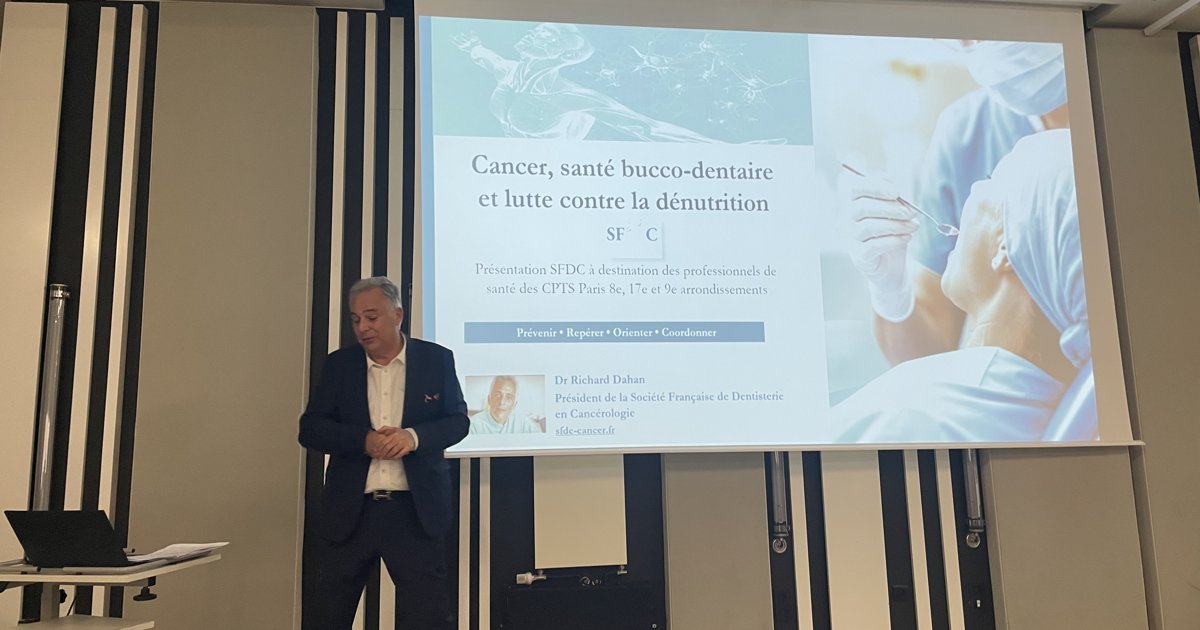 Cancer, santé bucco-dentaire
et lutte contre la dénutrition
SF C
Présentation SFDC à destination des professionnels de
santé des CPTS Paris 8e, 17e et 9e arrondissements
Prévenir • Repérer • Orienter • Coordonner
Dr Richard Dahan
Président de la Société Française de Dentisterie
en Cancérologie
sfdc-cancer.fr